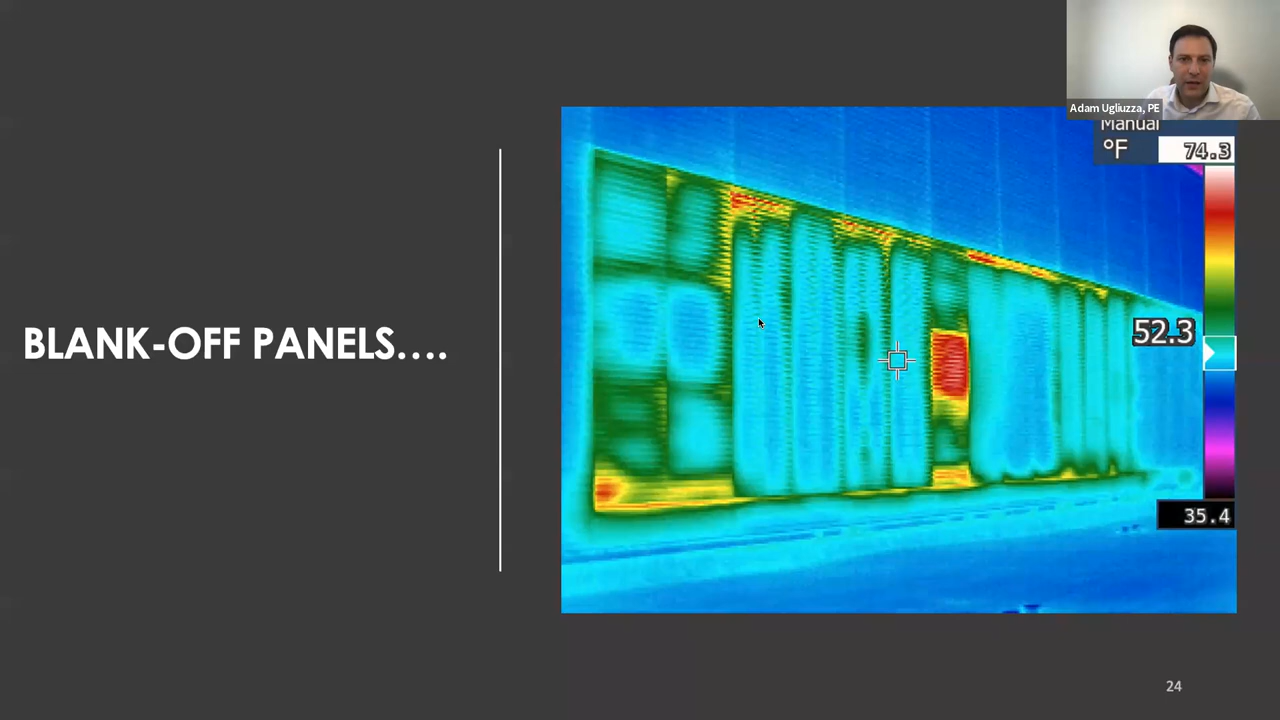 BLANK-OFF PANELS....
Adam Ugliuzza, PE
Manual
°F 74.3
52.3
35.4
24